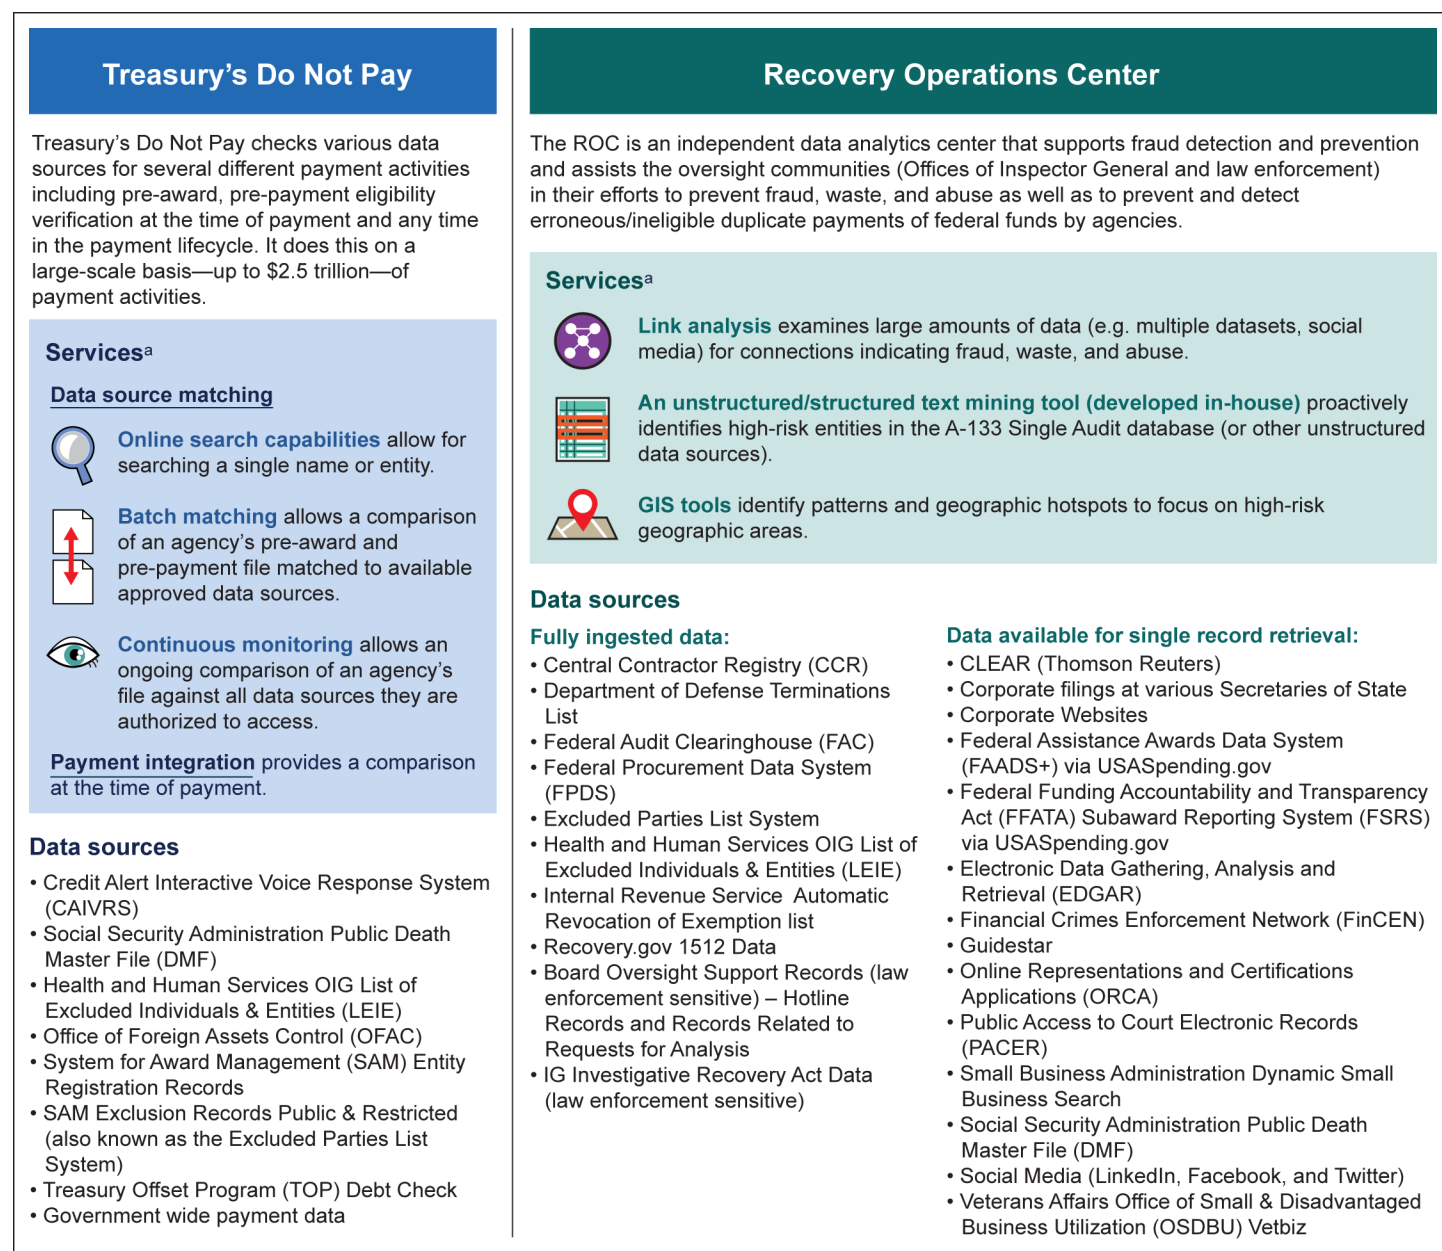 Treasury's Do Not Pay
Treasury's Do Not Pay checks various data
sources for several different payment activities
including pre-award, pre-payment eligibility
verification at the time of payment and any time
in the payment lifecycle. It does this on a
large-scale basis—up to $2.5 trillion—of
payment activities.
Servicesa
Data source matching
Online search capabilities allow for
searching a single name or entity.
Batch matching allows a comparison
of an agency's pre-award and
pre-payment file matched to available
approved data sources.
Continuous monitoring allows an
ongoing comparison of an agency's
file against all data sources they are
authorized to access.
Payment integration provides a comparison
at the time of payment.
Data sources
• Credit Alert Interactive Voice Response System
(CAIVRS)
• Social Security Administration Public Death
Master File (DMF)
• Health and Human Services OIG List of
Excluded Individuals & Entities (LEIE)
• Office of Foreign Assets Control (OFAC)
• System for Award Management (SAM) Entity
Registration Records
• SAM Exclusion Records Public & Restricted
(also known as the Excluded Parties List
System)
• Treasury Offset Program (TOP) Debt Check
• Government wide payment data
Recovery Operations Center
The ROC is an independent data analytics center that supports fraud detection and prevention
and assists the oversight communities (Offices of Inspector General and law enforcement)
in their efforts to prevent fraud, waste, and abuse as well as to prevent and detect
erroneous/ineligible duplicate payments of federal funds by agencies.
Servicesa
Link analysis examines large amounts of data (e.g. multiple datasets, social
media) for connections indicating fraud, waste, and abuse.
An unstructured/structured text mining tool (developed in-house) proactively
identifies high-risk entities in the A-133 Single Audit database (or other unstructured
data sources).
GIS tools identify patterns and geographic hotspots to focus on high-risk
geographic areas.
Data sources
Fully ingested data:
• Central Contractor Registry (CCR)
• Department of Defense Terminations
List
• Federal Audit Clearinghouse (FAC)
• Federal Procurement Data System
(FPDS)
• Excluded Parties List System
• Health and Human Services OIG List of
Excluded Individuals & Entities (LEIE)
• Internal Revenue Service Automatic
Revocation of Exemption list
• Recovery.gov 1512 Data
• Board Oversight Support Records (law
enforcement sensitive) – Hotline
Records and Records Related to
Requests for Analysis
• IG Investigative Recovery Act Data
(law enforcement sensitive)
Data available for single record retrieval:
• CLEAR (Thomson Reuters)
• Corporate filings at various Secretaries of State
• Corporate Websites
• Federal Assistance Awards Data System
(FAADS+) via USASpending.gov
• Federal Funding Accountability and Transparency
Act (FFATA) Subaward Reporting System (FSRS)
via USASpending.gov
• Electronic Data Gathering, Analysis and
Retrieval (EDGAR)
• Financial Crimes Enforcement Network (FinCEN)
• Guidestar
• Online Representations and Certifications
Applications (ORCA)
• Public Access to Court Electronic Records
(PACER)
• Small Business Administration Dynamic Small
Business Search
• Social Security Administration Public Death
Master File (DMF)
• Social Media (LinkedIn, Facebook, and Twitter)
• Veterans Affairs Office of Small & Disadvantaged
Business Utilization (OSDBU) Vetbiz